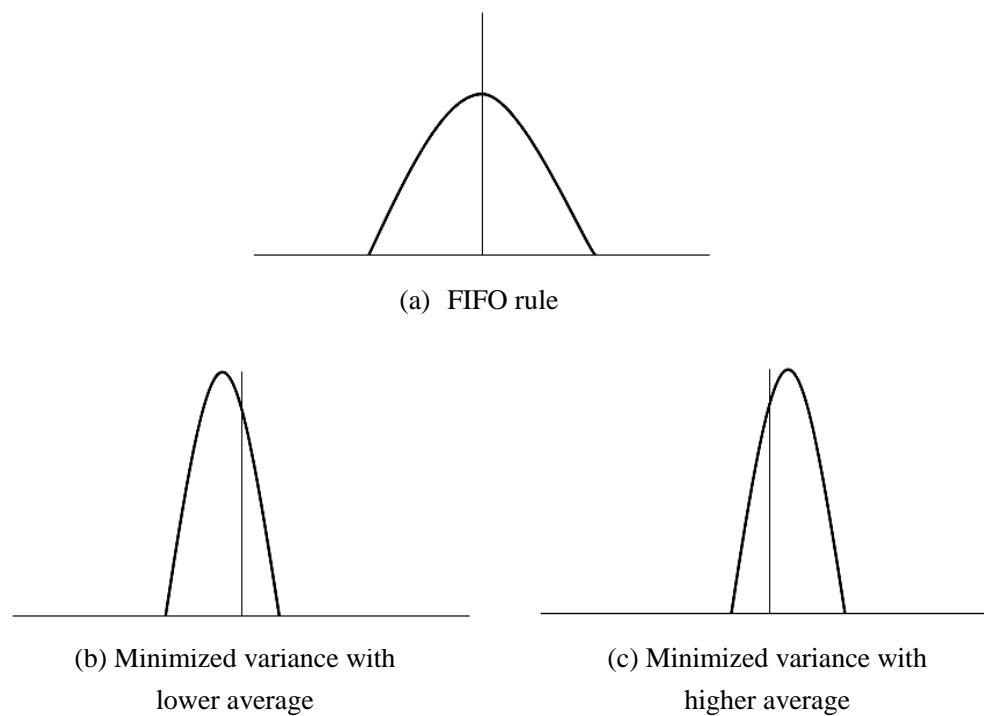 (a) FIFO rule
(b) Minimized variance with
lower average
(c) Minimized variance with
higher average